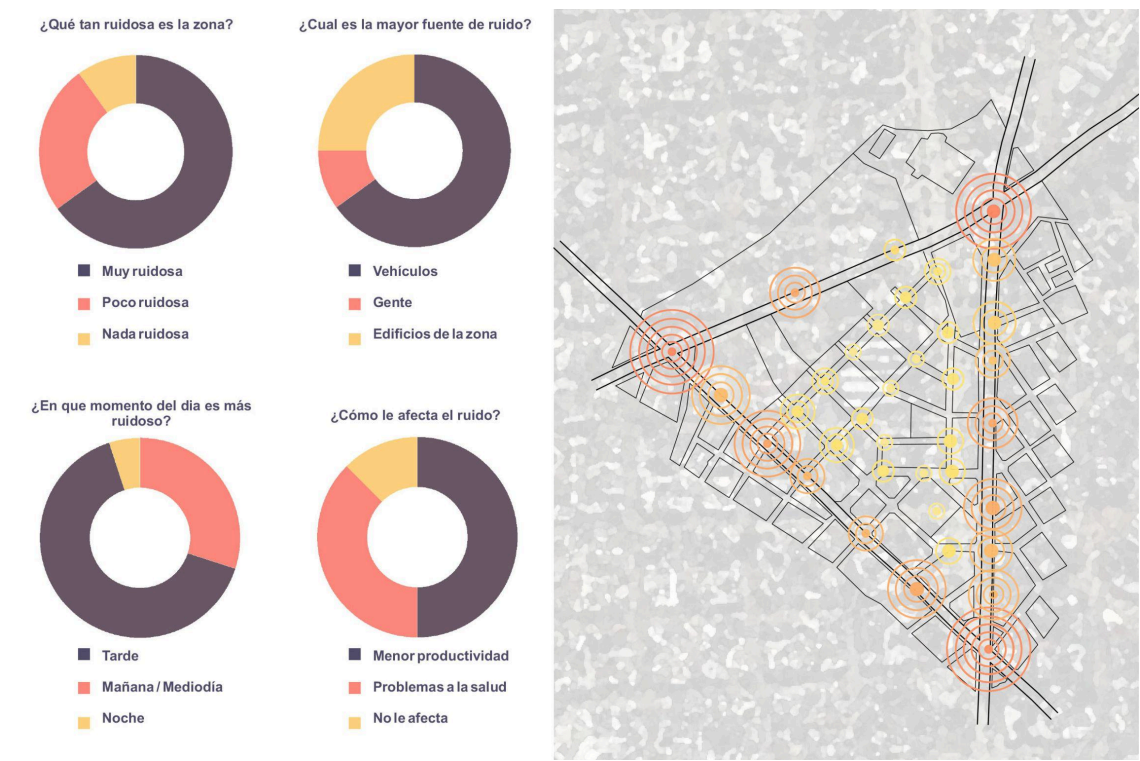 ¿Qué tan ruidosa es la zona?
Muy ruidosa
Poco ruidosa
Nada ruidosa
¿Cual es la mayor fuente de ruido?
Vehículos
Gente
Edificios de la zona
¿En que momento del dia es más
ruidoso?
Tarde
Mañana / Mediodía
Noche
¿Cómo le afecta el ruido?
Menor productividad
Problemas a la salud
No le afecta